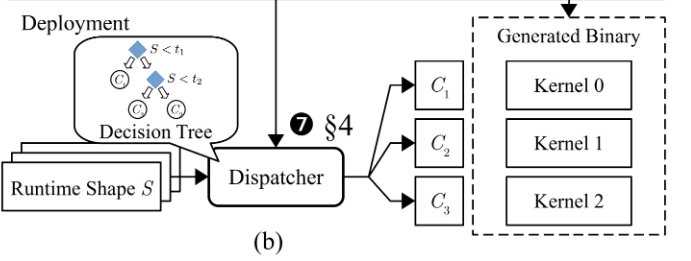 Deployment
S < t₁
C
S < t₂
C
C
Decision Tree
Runtime Shape S
❼ §4
Dispatcher
C₁
C₂
C₃
Generated Binary
Kernel 0
Kernel 1
Kernel 2
(b)